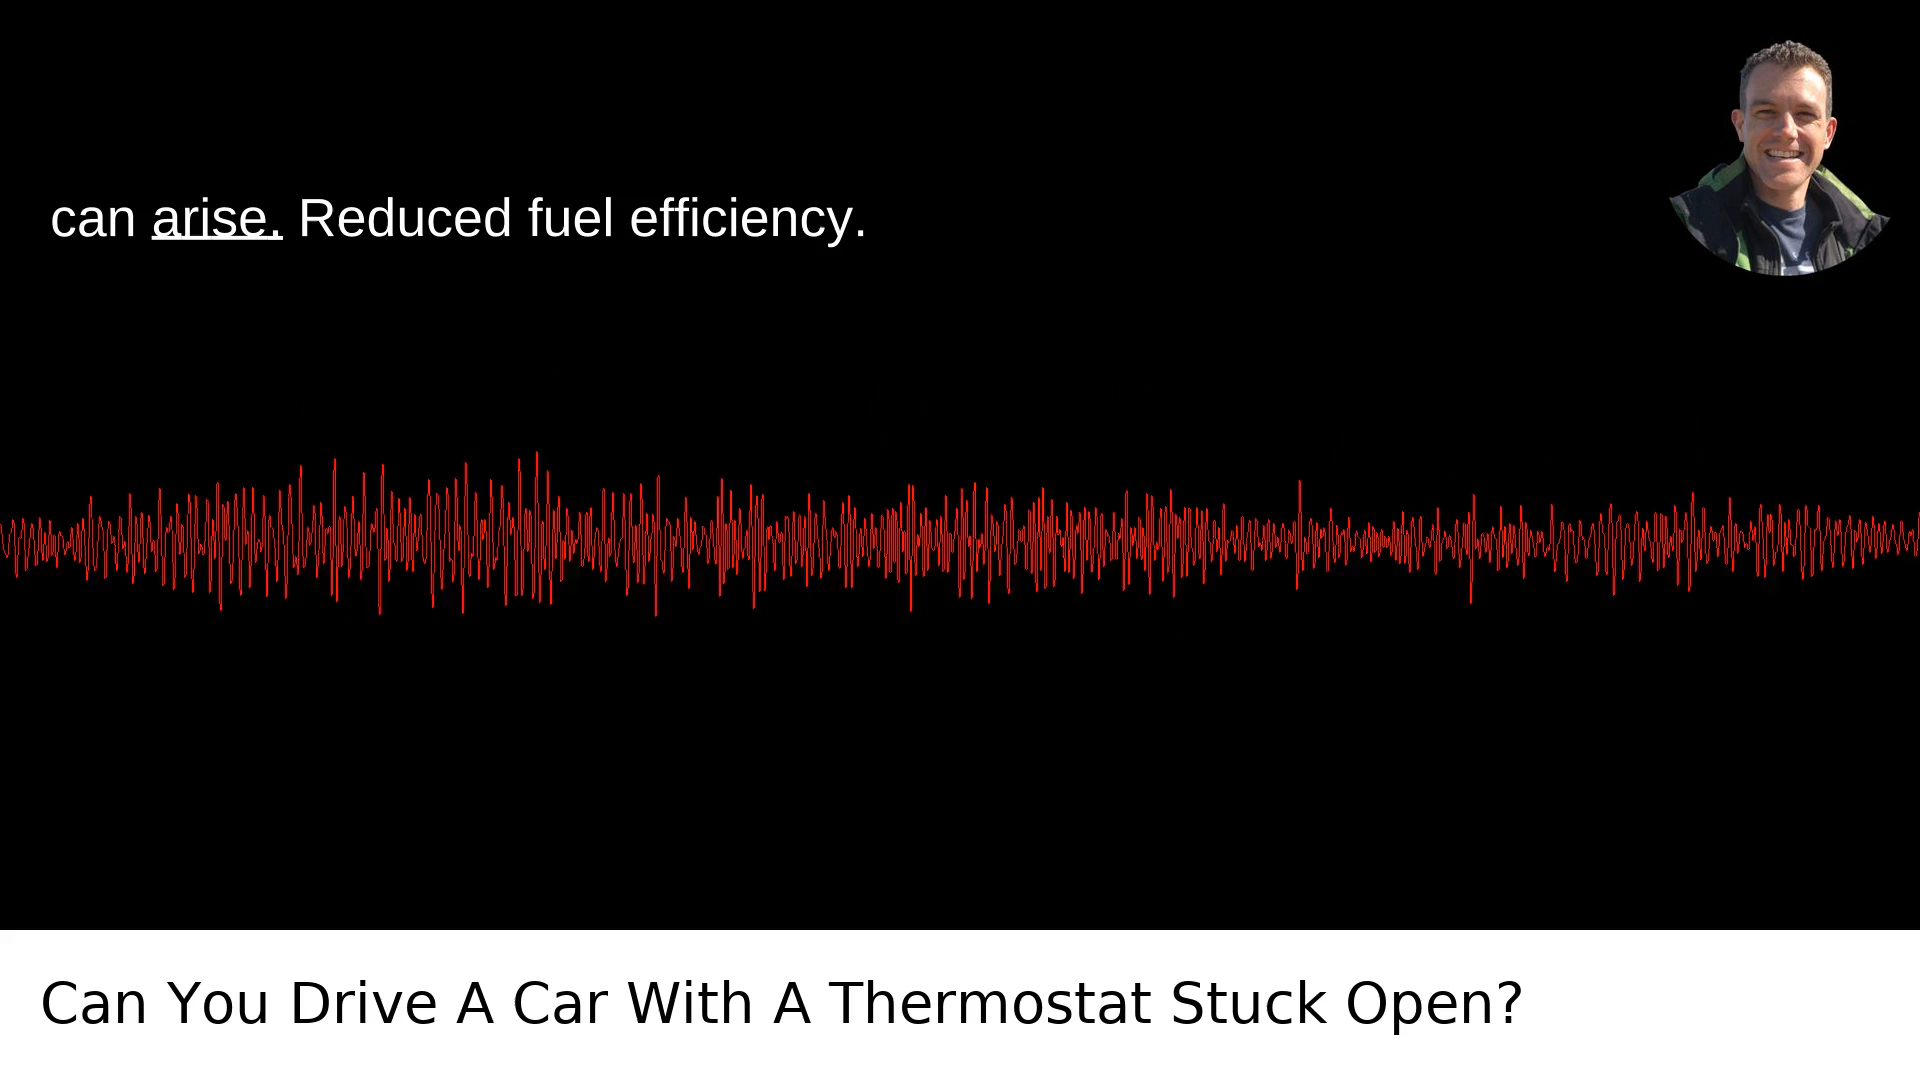 can arise. Reduced fuel efficiency.
Can You Drive A Car With A Thermostat Stuck Open?